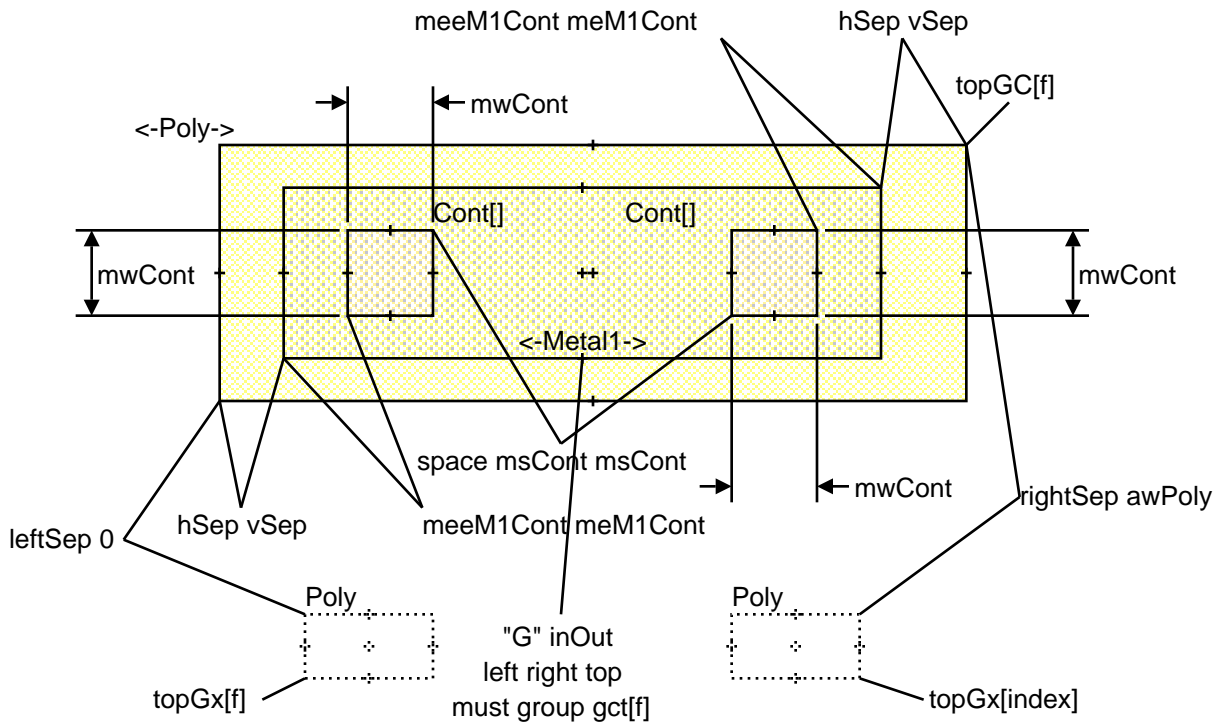 meeM1Cont meM1Cont
hSep vSep
topGC[f]
mwCont
<-Poly->
Cont[]
Cont[]
mwCont
mwCont
<-Metal1->
space msCont msCont
mwCont
rightSep awPoly
hSep vSep
meeM1Cont meM1Cont
leftSep 0
Poly
Poly
"G" inOut
left right top
must group gct[f]
topGx[f]
topGx[index]